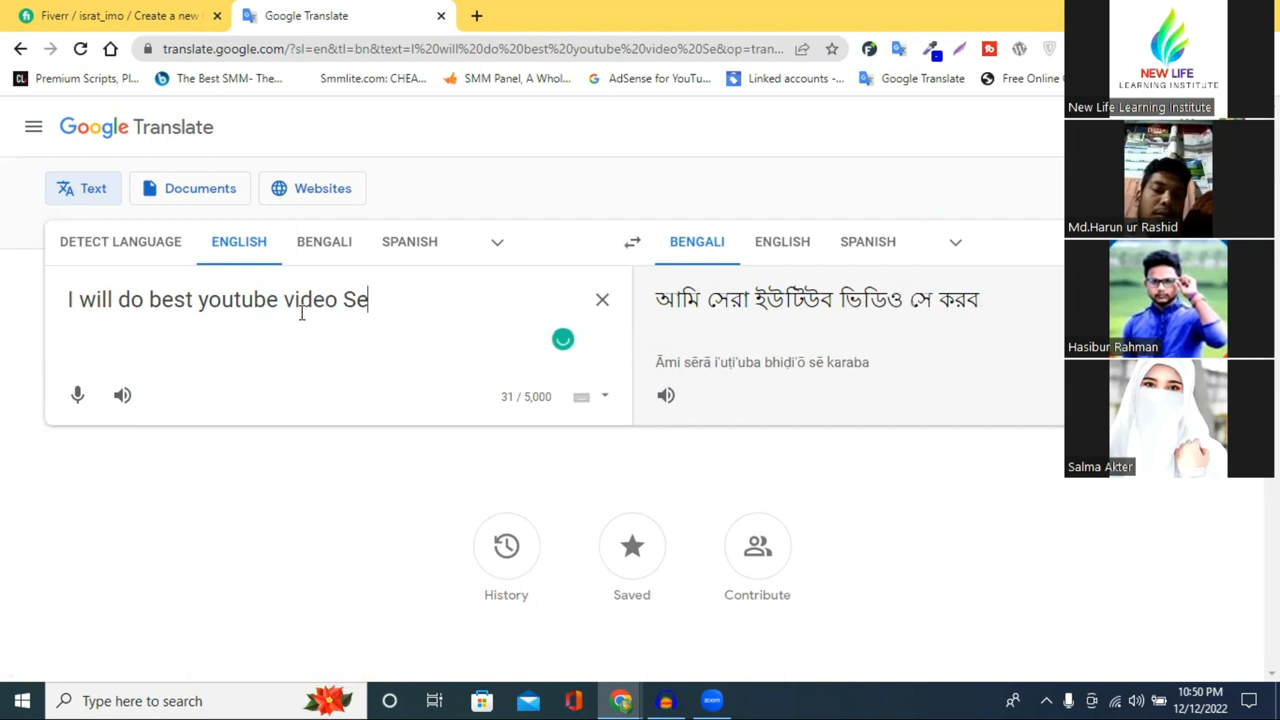 Fiverr / israt_imo / Create a new
Google Translate
translate.google.com/?sl=en&tl=bn&text=I%20will%20do%20best%20youtube%20video%20Se&op=tran...
Premium Scripts, Pl...
The Best SMM- The...
Smmlite.com: CHEA...
SMM Panel, A Whol...
AdSense for YouTu...
Linked accounts -...
Google Translate
Free Online
Google Translate
Text
Documents
Websites
DETECT LANGUAGE
ENGLISH
BENGALI
SPANISH
BENGALI
ENGLISH
SPANISH
I will do best youtube video Se
আমি সেরা ইউটিউব ভিডিও সে করব
Āmi sērā i'uṭi'uba bhiḍi'ō sē karaba
31 / 5,000
History
Saved
Contribute
NEW LIFE
LEARNING INSTITUTE
New Life Learning Institute
Md.Harun ur Rashid
Hasibur Rahman
Salma Akter
Type here to search
zoom
10:50 PM
12/12/2022